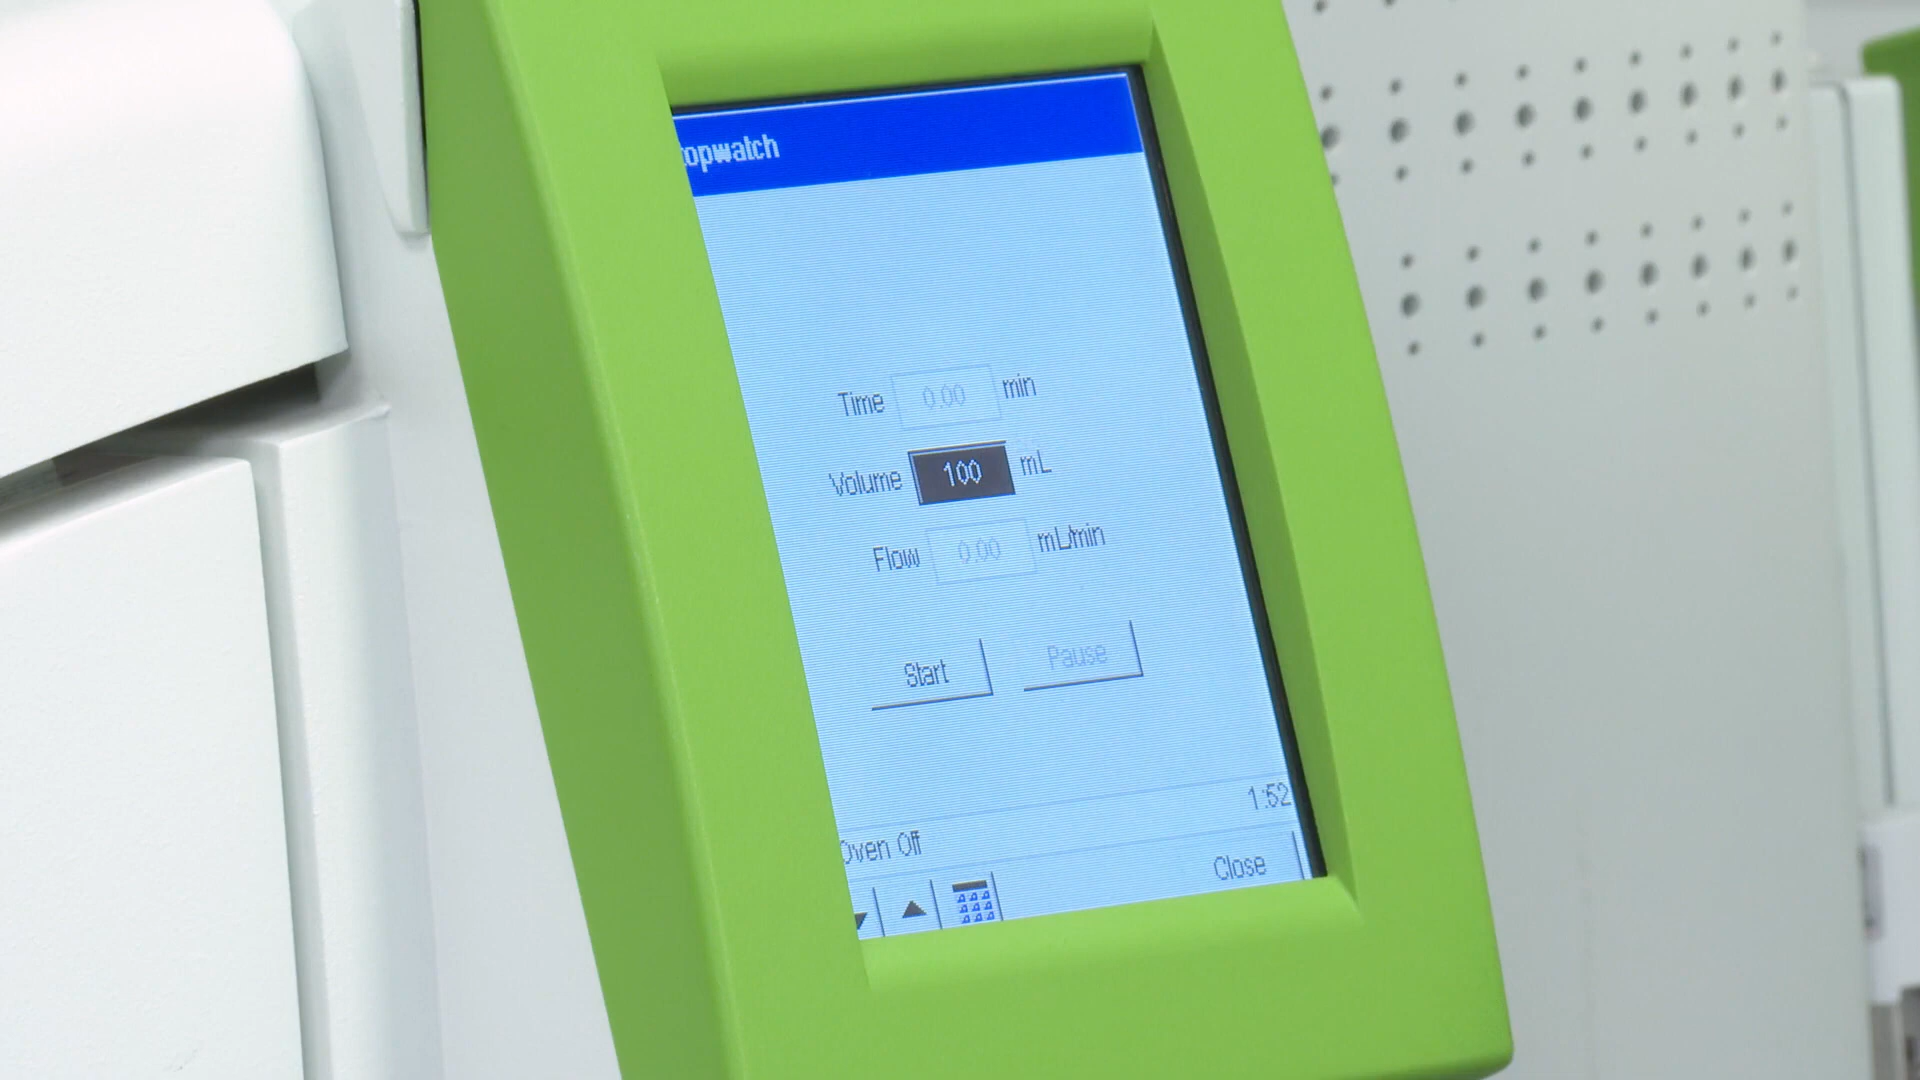 topwatch
Time 0.00 min
Volume 100 mL
Flow 0.00 mL/min
Start Pause
1:52
Oven Off
Close